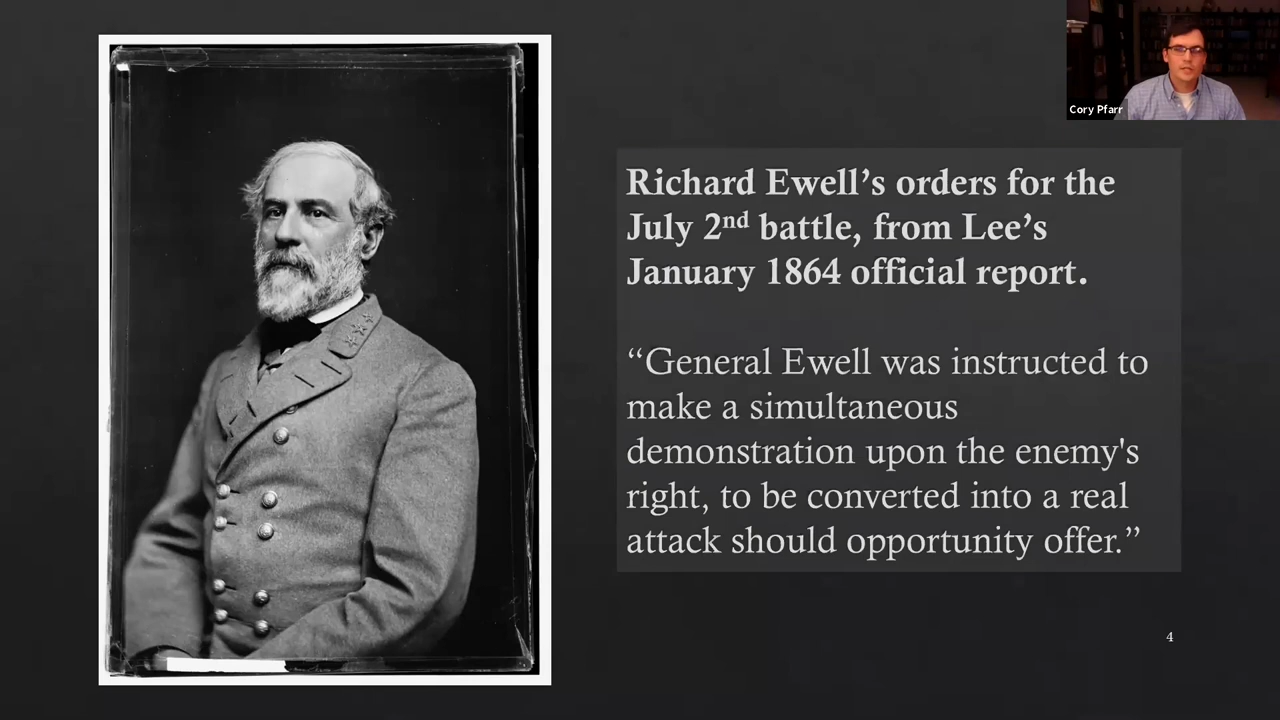 Cory Pfarr
Richard Ewell’s orders for the
July 2nd battle, from Lee’s
January 1864 official report.
“General Ewell was instructed to
make a simultaneous
demonstration upon the enemy's
right, to be converted into a real
attack should opportunity offer.”
4